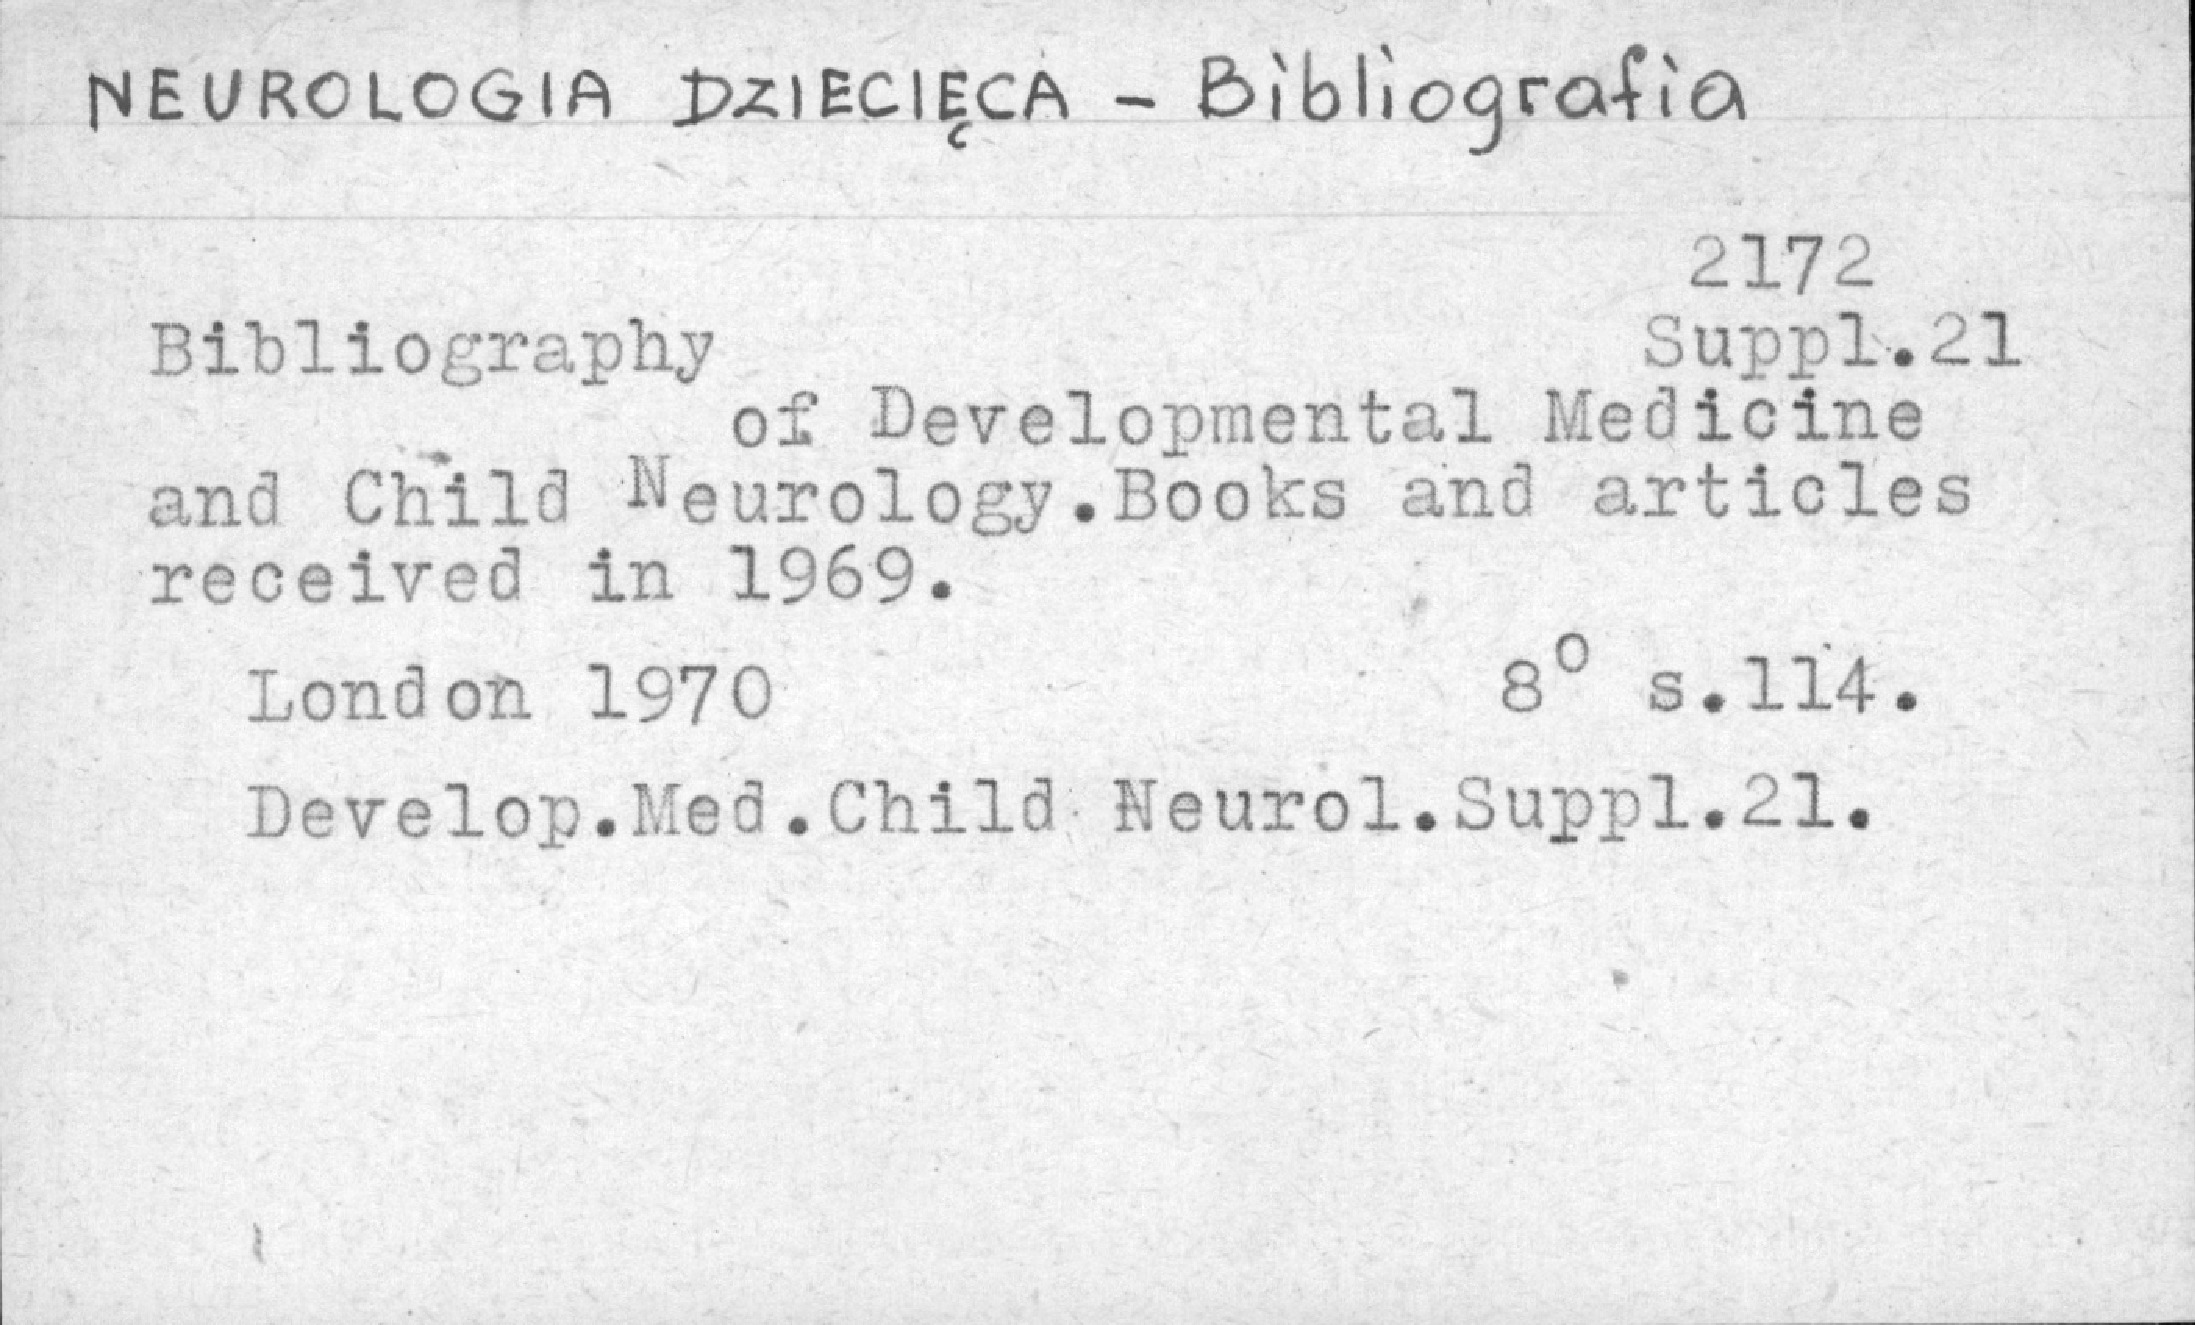 NEUROLOGIA DZIECIĘCA - Bibliografia
2172
Bibliography Suppl.21
of Developmental Medicine
and Child Neurology.Books and articles
received in 1969.
London 1970 8° s.114.
Develop.Med.Child Neurol.Suppl.21.